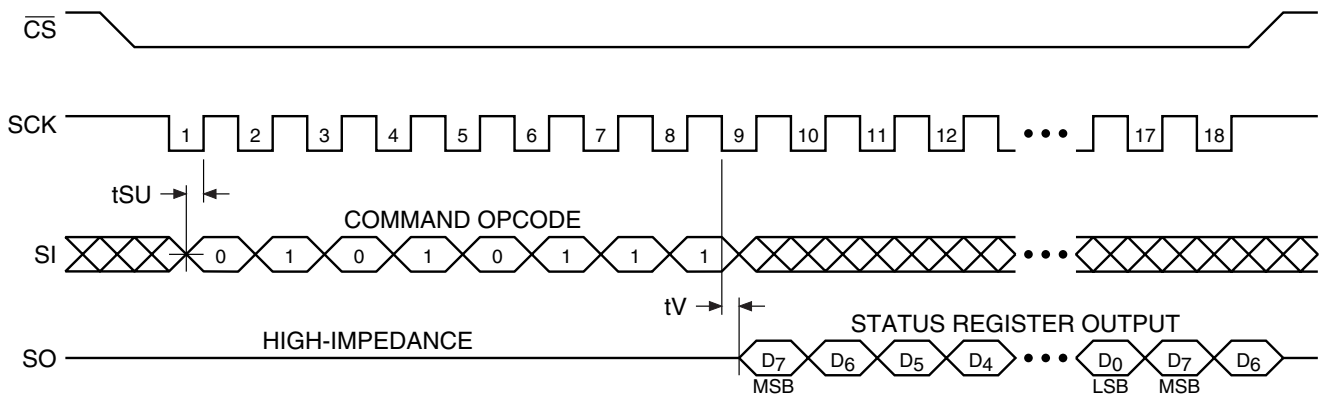 CS
SCK 1 2 3 4 5 6 7 8 9 10 11 12 17 18
tSU
COMMAND OPCODE
SI 0 1 0 1 0 1 1 1
tV
HIGH-IMPEDANCE
STATUS REGISTER OUTPUT
SO D7 D6 D5 D4 D0 D7 D6
MSB LSB MSB